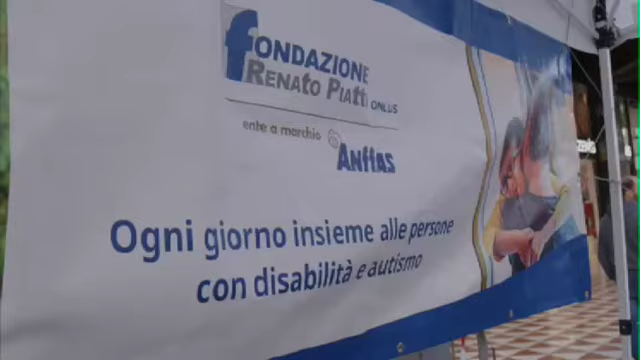 FONDAZIONE
RENATO PIATTI ONLUS
ente a marchio
ANffAS
Ogni giorno insieme alle persone
con disabilità e autismo